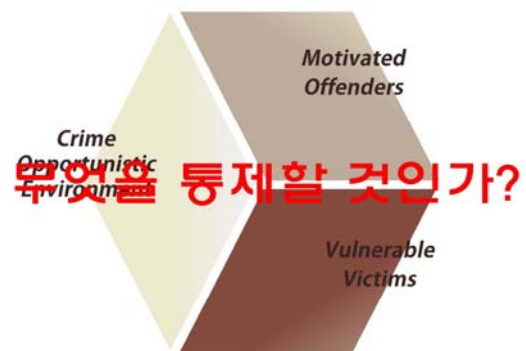 Motivated
Offenders
Crime
Opportunistic
Environment
무엇을 통제할 것인가?
Vulnerable
Victims